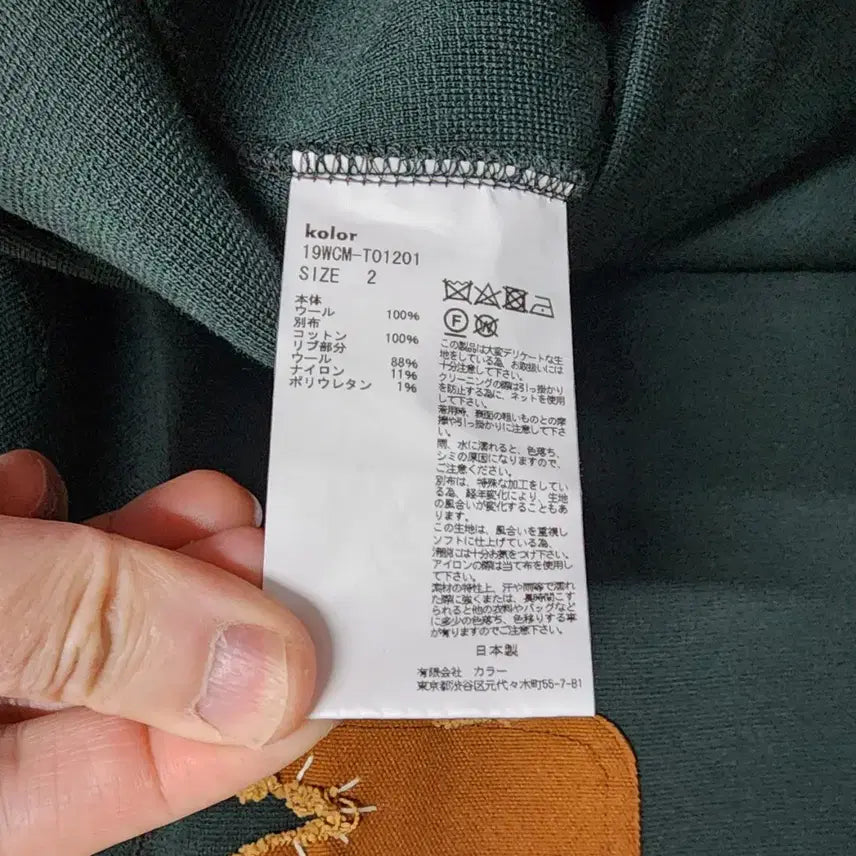 kolor
19WCM-T01201
SIZE 2
本体
ウール 100%
別布
コットン 100%
リブ部分
ウール 88%
ナイロン 11%
ポリウレタン 1%
F
W
この製品は大変デリケートな生
地をしている為、お取扱いには
十分注意して下さい。
クリーニングの際は引っ掛かり
を防止する為に、ネットを使用
して下さい。
着用時、表面の粗いものとの摩
擦や引っ掛かりに注意して下さ
い。
雨、水に濡れると、色落ち、
シミの原因になりますので、
ご注意ください。
別布は、特殊な加工をしてい
る為、経年変化により、生地
の風合いが変化することもあ
ります。
この生地は、風合いを重視し
ソフトに仕上げている為、
には十分お気をつけ下さい。
アイロンの際は当て布を使用し
て下さい。
素材の特性上、汗や雨等で濡れ
た際に強くまたは、長時間こす
られると他の衣料やバッグなど
に多少の色落ち、色移りする事
が有りますのでご注意下さい。
日本製
有限会社 カラー
東京都渋谷区元代々木町55-7-B1